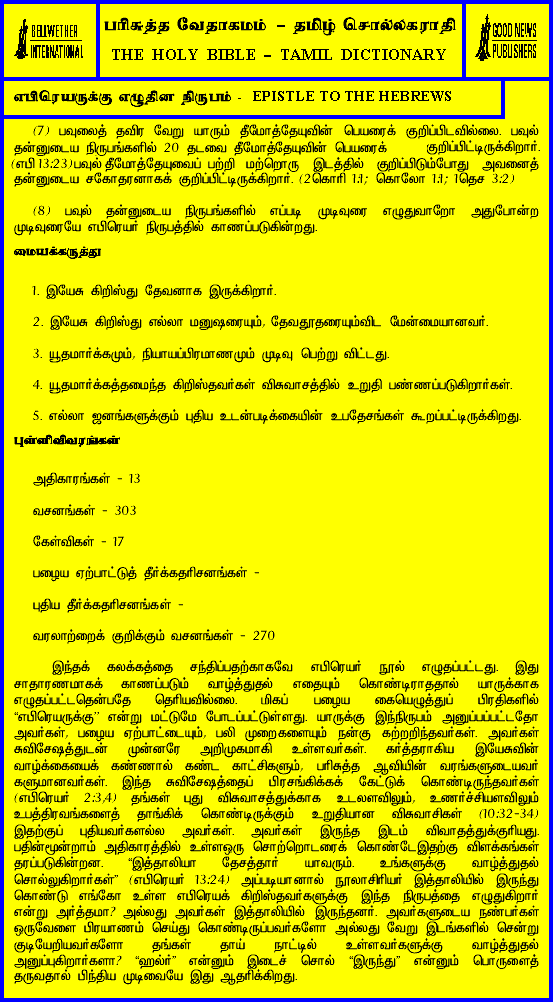 BELLWETHER
INTERNATIONAL
பரிசுத்த வேதாகமம் – தமிழ் சொல்லகராதி
THE HOLY BIBLE – TAMIL DICTIONARY
GOOD NEWS
PUBLISHERS
எபிரெயருக்கு எழுதின நிருபம் - EPISTLE TO THE HEBREWS
(7) பவுலைத் தவிர வேறு யாரும் தீமோத்தேயுவின் பெயரைக் குறிப்பிடவில்லை. பவுல்
தன்னுடைய நிருபங்களில் 20 தடவை தீமோத்தேயுவின் பெயரைக் குறிப்பிட்டிருக்கிறார்.
(எபி 13:23)பவுல் தீமோத்தேயுவைப் பற்றி மற்றொரு இடத்தில் குறிப்பிடும்போது அவனைத்
தன்னுடைய சகோதரனாகக் குறிப்பிட்டிருக்கிறார். (2கொரி 1:1; கொலோ 1:1; 1தெச 3:2)
(8) பவுல் தன்னுடைய நிருபங்களில் எப்படி முடிவுரை எழுதுவாறோ அதுபோன்ற
முடிவுரையே எபிரெயர் நிருபத்தில் காணப்படுகின்றது.
மையக்கருத்து
1. இயேசு கிறிஸ்து தேவனாக இருக்கிறார்.
2. இயேசு கிறிஸ்து எல்லா மனுஷரையும், தேவதூதரையும்விட மேன்மையானவர்.
3. யூதமார்க்கமும், நியாயப்பிரமாணமும் முடிவு பெற்று விட்டது.
4. யூதமார்க்கத்தமைந்த கிறிஸ்தவர்கள் விசுவாசத்தில் உறுதி பண்ணப்படுகிறார்கள்.
5. எல்லா ஜனங்களுக்கும் புதிய உடன்படிக்கையின் உபதேசங்கள் கூறப்பட்டிருக்கிறது.
புள்ளிவிவரங்கள்
அதிகாரங்கள் - 13
வசனங்கள் - 303
கேள்விகள் - 17
பழைய ஏற்பாட்டுத் தீர்க்கதரிசனங்கள் -
புதிய தீர்க்கதரிசனங்கள் -
வரலாற்றைக் குறிக்கும் வசனங்கள் - 270
இந்தக் கலக்கத்தை சந்திப்பதற்காகவே எபிரெயர் நூல் எழுதப்பட்டது. இது
சாதாரணமாகக் காணப்படும் வாழ்த்துதல் எதையும் கொண்டிராததால் யாருக்காக
எழுதப்பட்டதென்பதே தெரியவில்லை. மிகப் பழைய கையெழுத்துப் பிரதிகளில்
“எபிரெயருக்கு” என்று மட்டுமே போடப்பட்டுள்ளது. யாருக்கு இந்நிருபம் அனுப்பப்பட்டதோ
அவர்கள், பழைய ஏற்பாட்டையும், பலி முறைகளையும் நன்கு கற்றறிந்தவர்கள். அவர்கள்
சுவிசேஷத்துடன் முன்னரே அறிமுகமாகி உள்ளவர்கள். கர்த்தராகிய இயேசுவின்
வாழ்க்கையைக் கண்ணால் கண்ட காட்சிகளும், பரிசுத்த ஆவியின் வரங்களுடையவர்
களுமானவர்கள். இந்த சுவிசேஷத்தைப் பிரசங்கிக்கக் கேட்டுக் கொண்டிருந்தவர்கள்
(எபிரெயர் 2:3,4) தங்கள் புது விசுவாசத்துக்காக உடலளவிலும், உணர்ச்சியளவிலும்
உபத்திரவங்களைத் தாங்கிக் கொண்டிருக்கும் உறுதியான விசுவாசிகள் (10:32-34)
இதற்குப் புதியவர்களல்ல அவர்கள். அவர்கள் இருந்த இடம் விவாதத்துக்குரியது.
பதின்மூன்றாம் அதிகாரத்தில் உள்ளஒரு சொற்றொடரைக் கொண்டேஇதற்கு விளக்கங்கள்
தரப்படுகின்றன. “இத்தாலியா தேசத்தார் யாவரும். உங்களுக்கு வாழ்த்துதல்
சொல்லுகிறார்கள்” (எபிரெயர் 13:24) அப்படியானால் நூலாசிரியர் இத்தாலியில் இருந்து
கொண்டு எங்கோ உள்ள எபிரெயக் கிறிஸ்தவர்களுக்கு இந்த நிருபத்தை எழுதுகிறார்
என்று அர்த்தமா? அல்லது அவர்கள் இத்தாலியில் இருந்தனர். அவர்களுடைய நண்பர்கள்
ஒருவேளை பிரயாணம் செய்து கொண்டிருப்பவர்களோ அல்லது வேறு இடங்களில் சென்று
குடியேறியவர்களோ தங்கள் தாய் நாட்டில் உள்ளவர்களுக்கு வாழ்த்துதல்
அனுப்புகிறார்களா? “ஹல்ர்” என்னும் இடைச் சொல் “இருந்து” என்னும் பொருளைத்
தருவதால் பிந்திய முடிவையே இது ஆதரிக்கிறது.